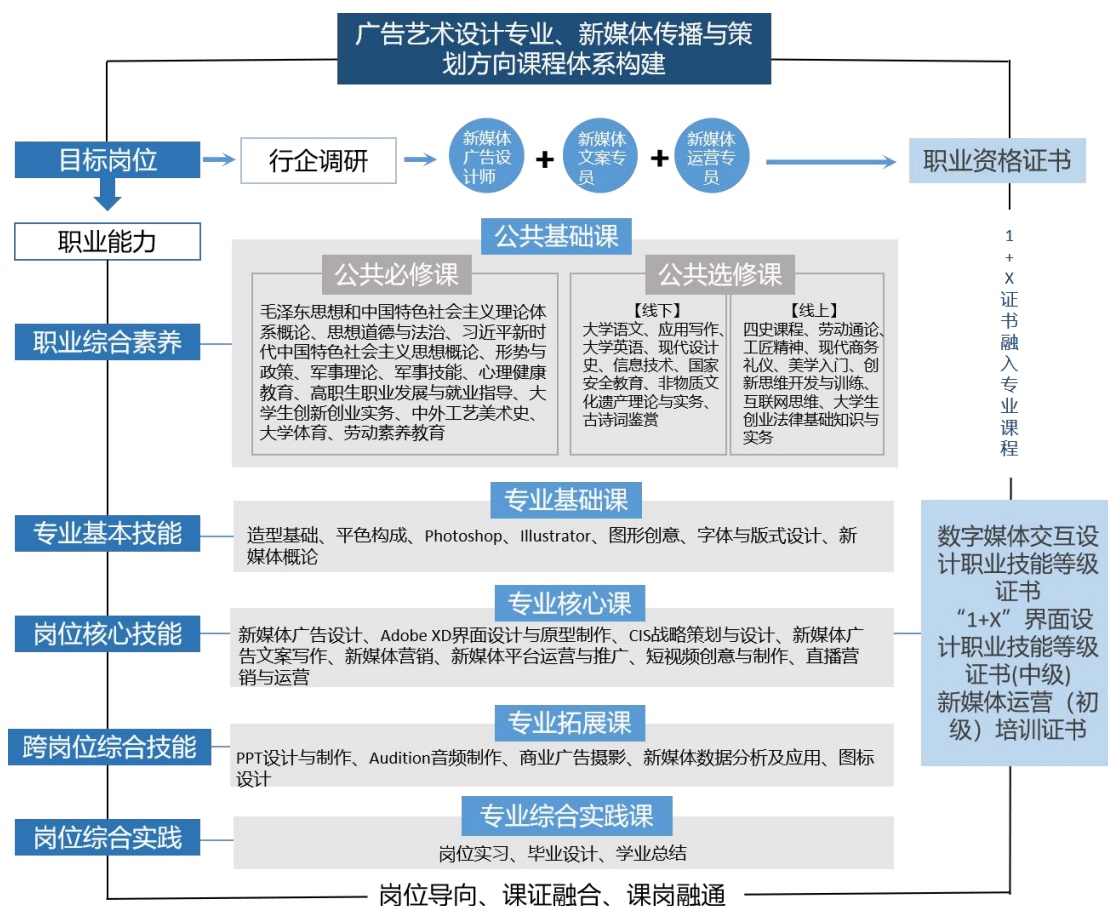 广告艺术设计专业、新媒体传播与策
划方向课程体系构建
目标岗位
行企调研
新媒体
广告设
计师
+
新媒体
文案专
员
+
新媒体
运营专
员
职业资格证书
职业能力
1+X证书融入专业课程
公共基础课
公共必修课
公共选修课
职业综合素养
毛泽东思想和中国特色社会主义理论体
系概论、思想道德与法治、习近平新时
代中国特色社会主义思想概论、形势与
政策、军事理论、军事技能、心理健康
教育、高职生职业发展与就业指导、大
学生创新创业实务、中外工艺美术史、
大学体育、劳动素养教育
【线下】
大学语文、应用写作、
大学英语、现代设计
史、信息技术、国家
安全教育、非物质文
化遗产理论与实务、
古诗词鉴赏
【线上】
四史课程、劳动通论、
工匠精神、现代商务
礼仪、美学入门、创
新思维开发与训练、
互联网思维、大学生
创业法律基础知识与
实务
专业基础课
专业基本技能
造型基础、平色构成、Photoshop、Illustrator、图形创意、字体与版式设计、新
媒体概论
专业核心课
岗位核心技能
新媒体广告设计、Adobe XD界面设计与原型制作、CIS战略策划与设计、新媒体广
告文案写作、新媒体营销、新媒体平台运营与推广、短视频创意与制作、直播营
销与运营
数字媒体交互设
计职业技能等级
证书
“1+X”界面设
计职业技能等级
证书(中级)
新媒体运营（初
级）培训证书
专业拓展课
跨岗位综合技能
PPT设计与制作、Audition音频制作、商业广告摄影、新媒体数据分析及应用、图标
设计
专业综合实践课
岗位综合实践
岗位实习、毕业设计、学业总结
岗位导向、课证融合、课岗融通